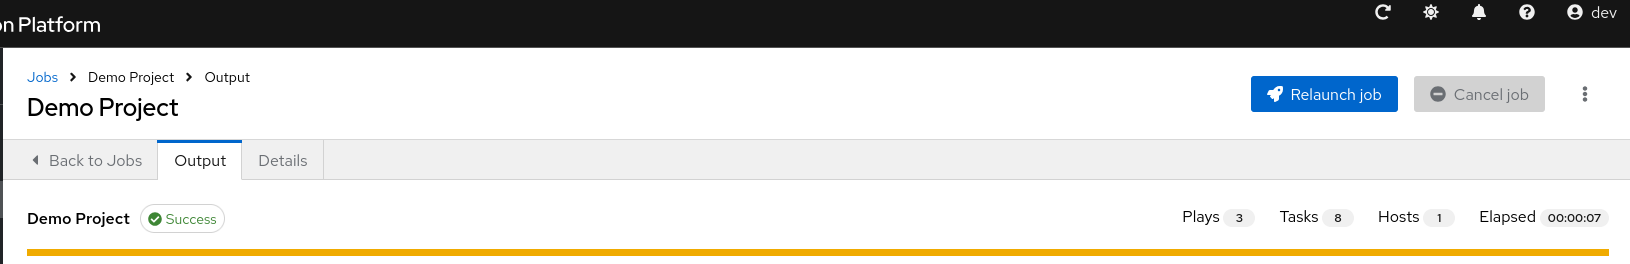 n Platform
dev
Jobs Demo Project Output
Demo Project
Relaunch job
Cancel job
Back to Jobs
Output
Details
Demo Project
Success
Plays 3
Tasks 8
Hosts 1
Elapsed 00:00:07